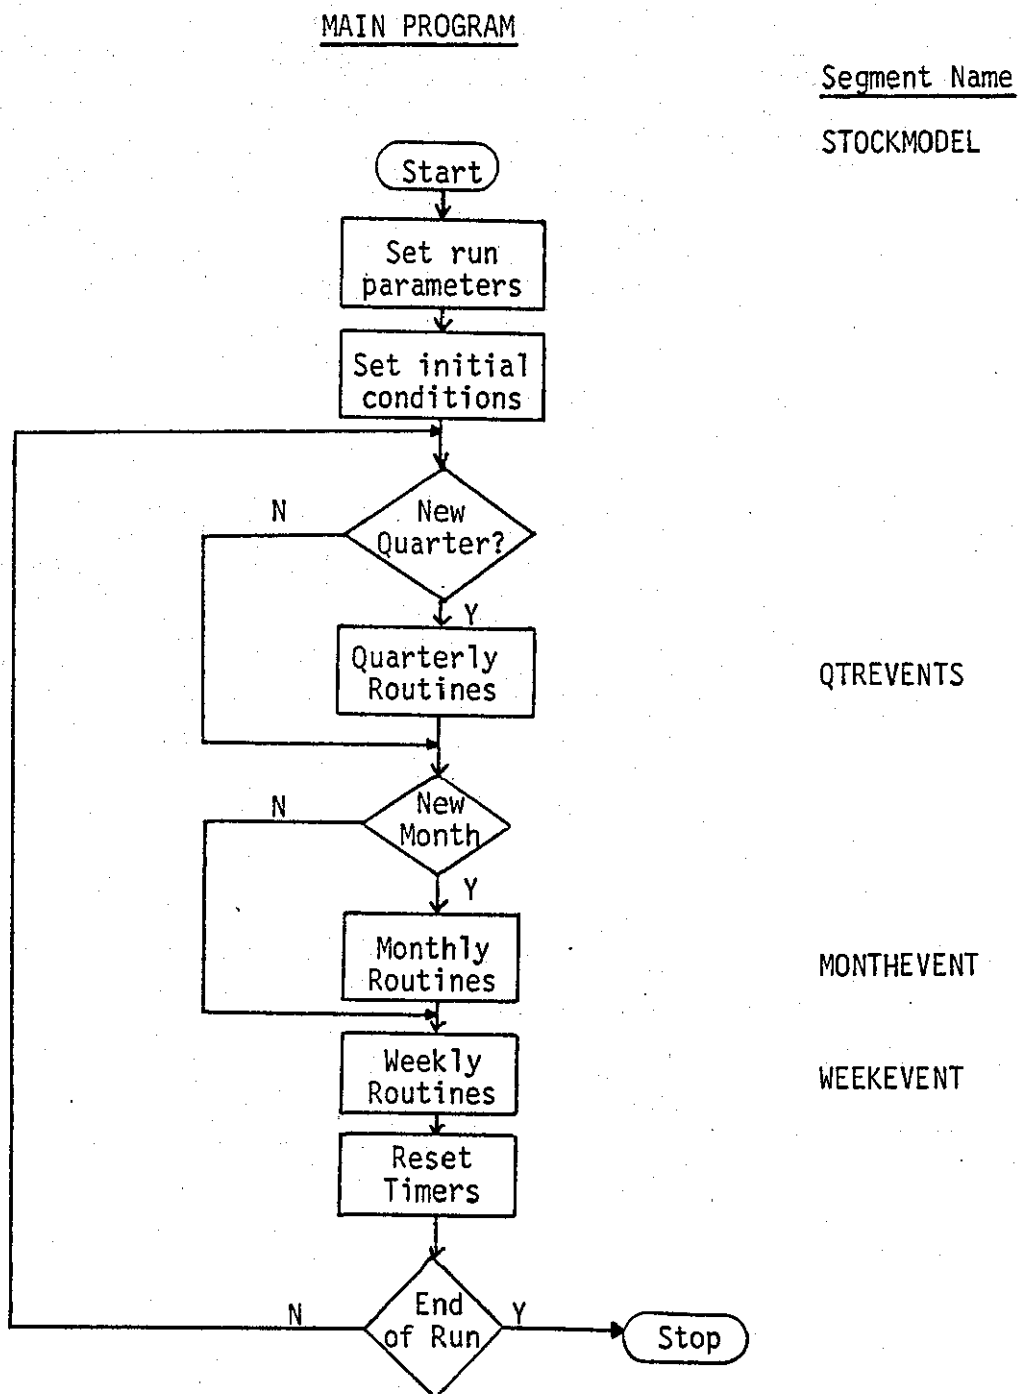 MAIN PROGRAM
Segment Name
STOCKMODEL
Start
Set run
parameters
Set initial
conditions
N
New
Quarter?
Y
Quarterly
Routines
QTREVENTS
N
New
Month
Y
Monthly
Routines
MONTHEVENT
Weekly
Routines
WEEKEVENT
Reset
Timers
N
End
of Run
Y
Stop